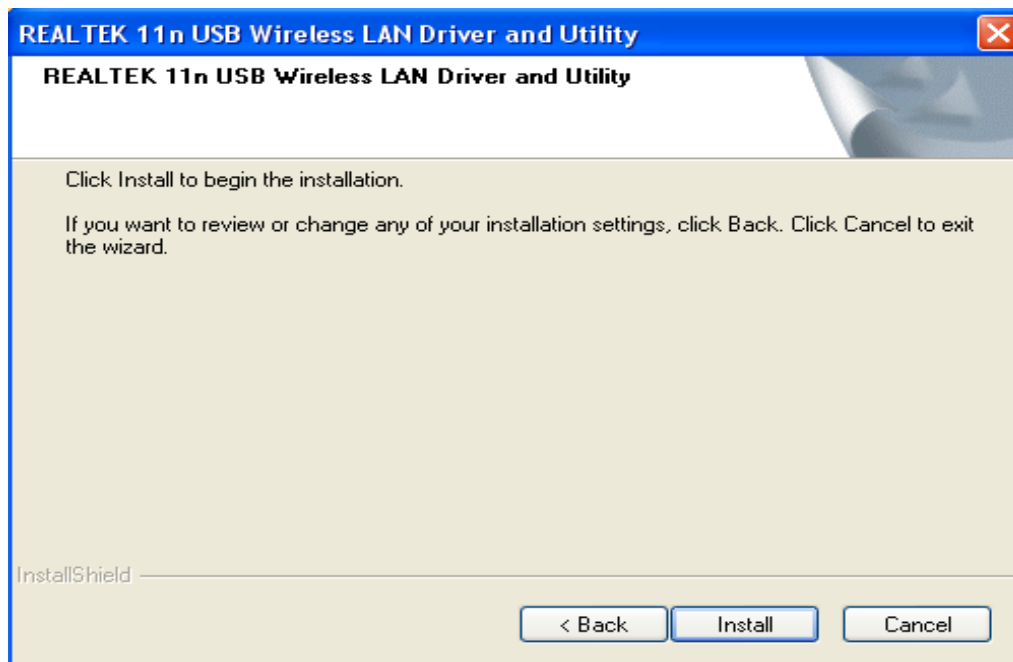 REALTEK 11n USB Wireless LAN Driver and Utility
REALTEK 11n USB Wireless LAN Driver and Utility
Click Install to begin the installation.
If you want to review or change any of your installation settings, click Back. Click Cancel to exit
the wizard.
InstallShield
< Back Install Cancel